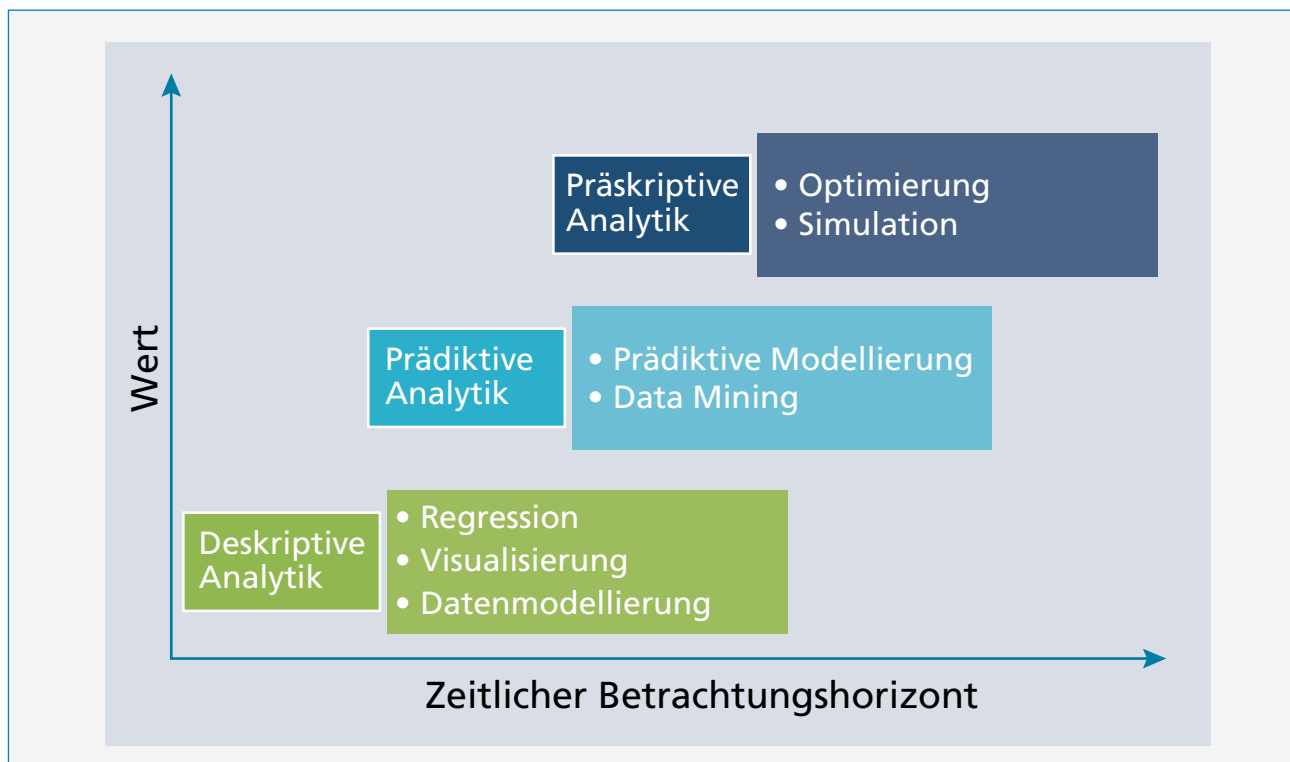 Wert
Präskriptive
Analytik
• Optimierung
• Simulation
Prädiktive
Analytik
• Prädiktive Modellierung
• Data Mining
Deskriptive
Analytik
• Regression
• Visualisierung
• Datenmodellierung
Zeitlicher Betrachtungshorizont